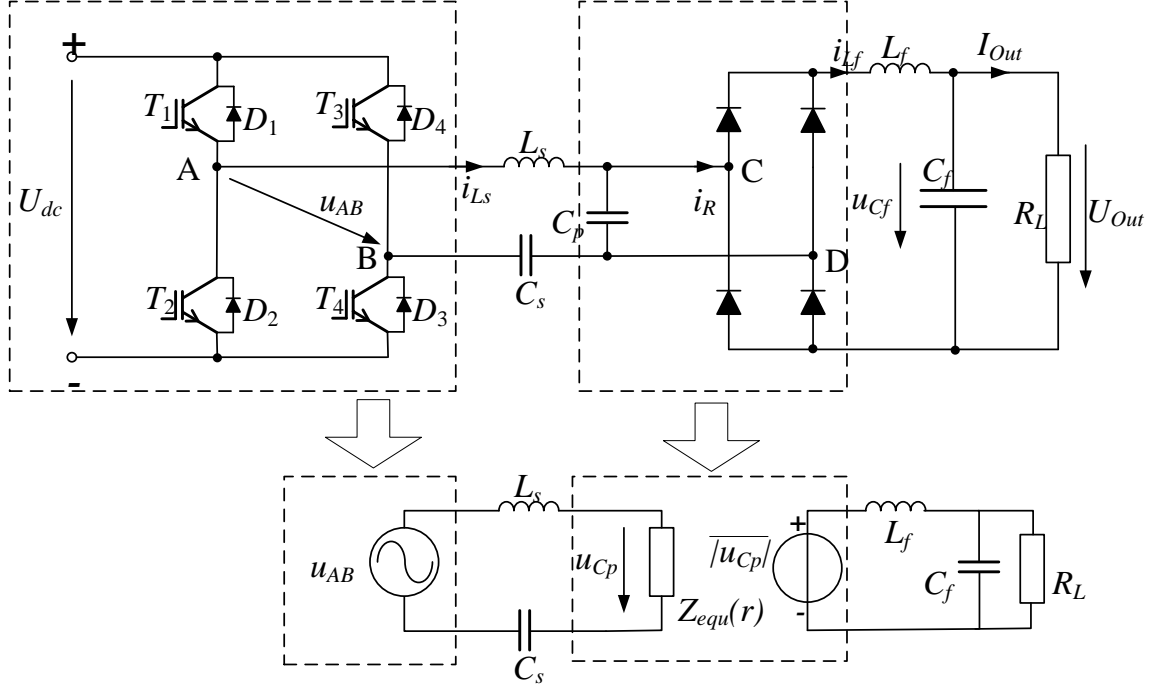 +
T1 D1 T3 D4
Udc
A
uAB
B
iLs
Ls
Cp
Cs
T2 D2 T4 D3
-
iR
C
D
iLf
Lf
IOut
uCf
Cf
RL
UOut
uAB
Ls
Cs
uCp
Zequ(r)
|uCp|
+
-
Lf
Cf
RL